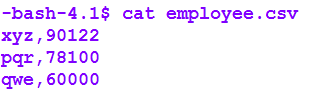 -bash-4.1$ cat employee.csv
xyz,90122
pqr,78100
qwe,60000